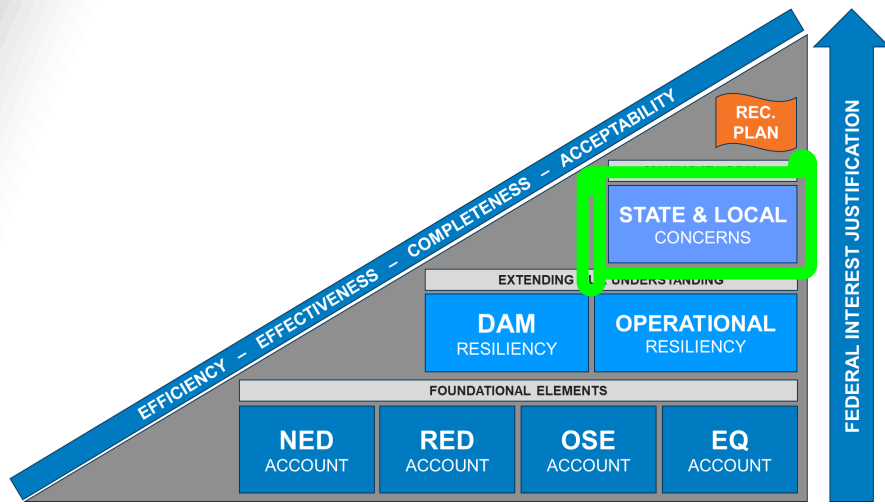 EFFICIENCY – EFFECTIVENESS – COMPLETENESS – ACCEPTABILITY
REC.
PLAN
STATE & LOCAL
CONCERNS
EXTENDING UNDERSTANDING
DAM
RESILIENCY
OPERATIONAL
RESILIENCY
FOUNDATIONAL ELEMENTS
NED
ACCOUNT
RED
ACCOUNT
OSE
ACCOUNT
EQ
ACCOUNT
FEDERAL INTEREST JUSTIFICATION